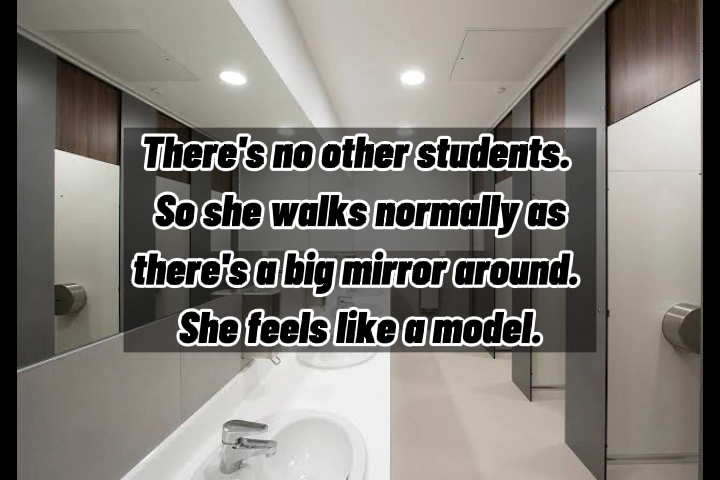 There's no other students.
So she walks normally as
there's a big mirror around.
She feels like a model.